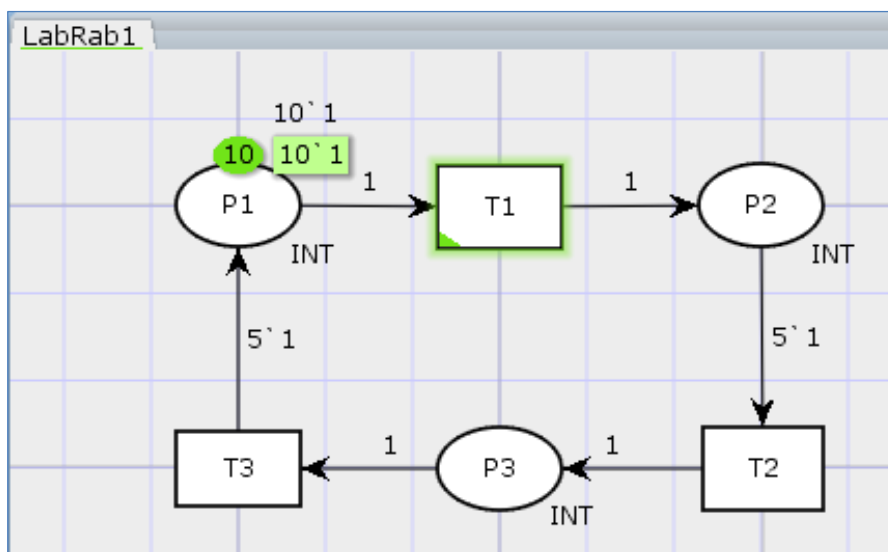 LabRab1
10`1
10 10`1
P1 1 T1 1 P2
INT INT
5`1 5`1
T3 1 P3 1 T2
INT